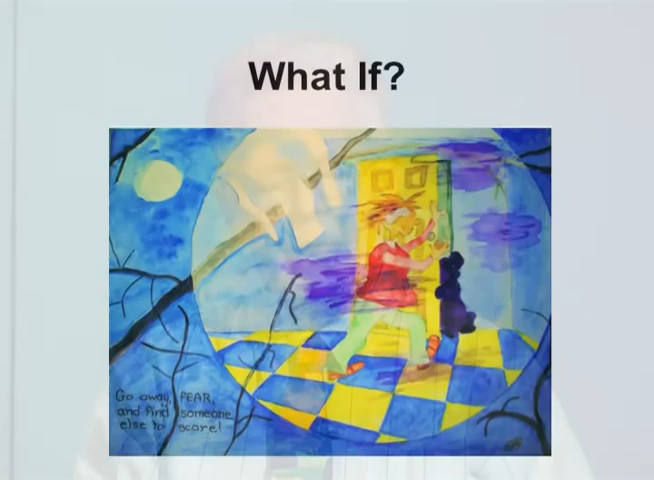 What If?
Go away, FEAR,
and find someone
else to scare!